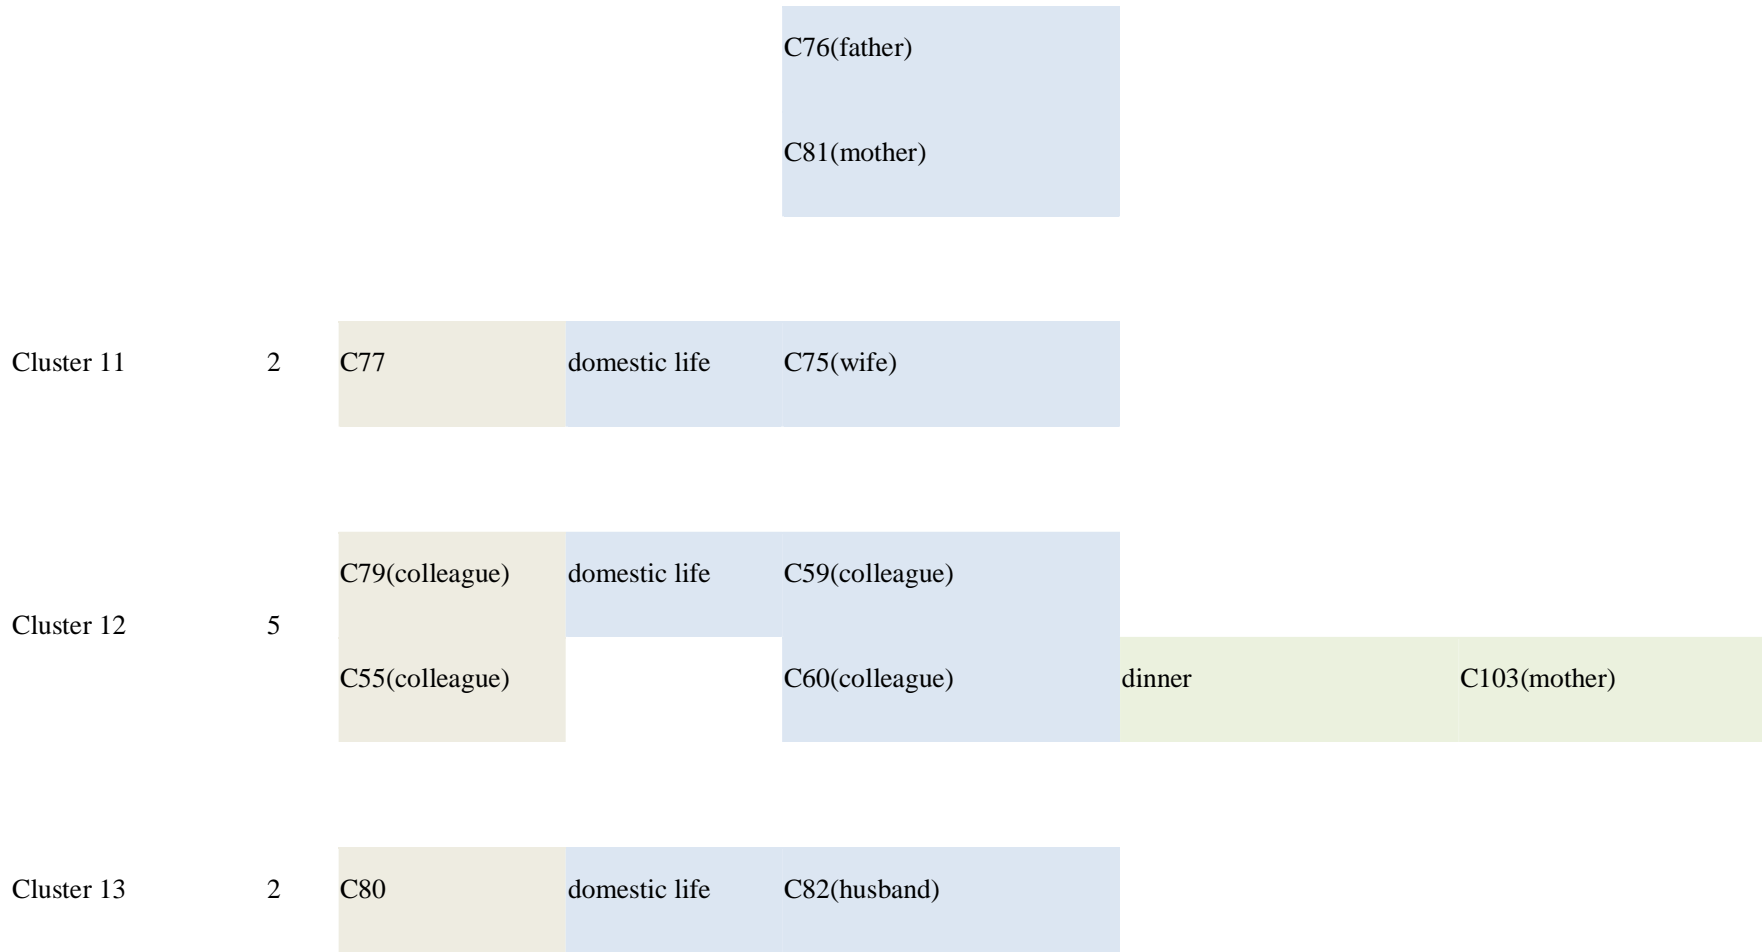 C76(father)
C81(mother)
Cluster 11 2 C77 domestic life C75(wife)
C79(colleague) domestic life C59(colleague)
Cluster 12 5
C55(colleague) C60(colleague) dinner C103(mother)
Cluster 13 2 C80 domestic life C82(husband)